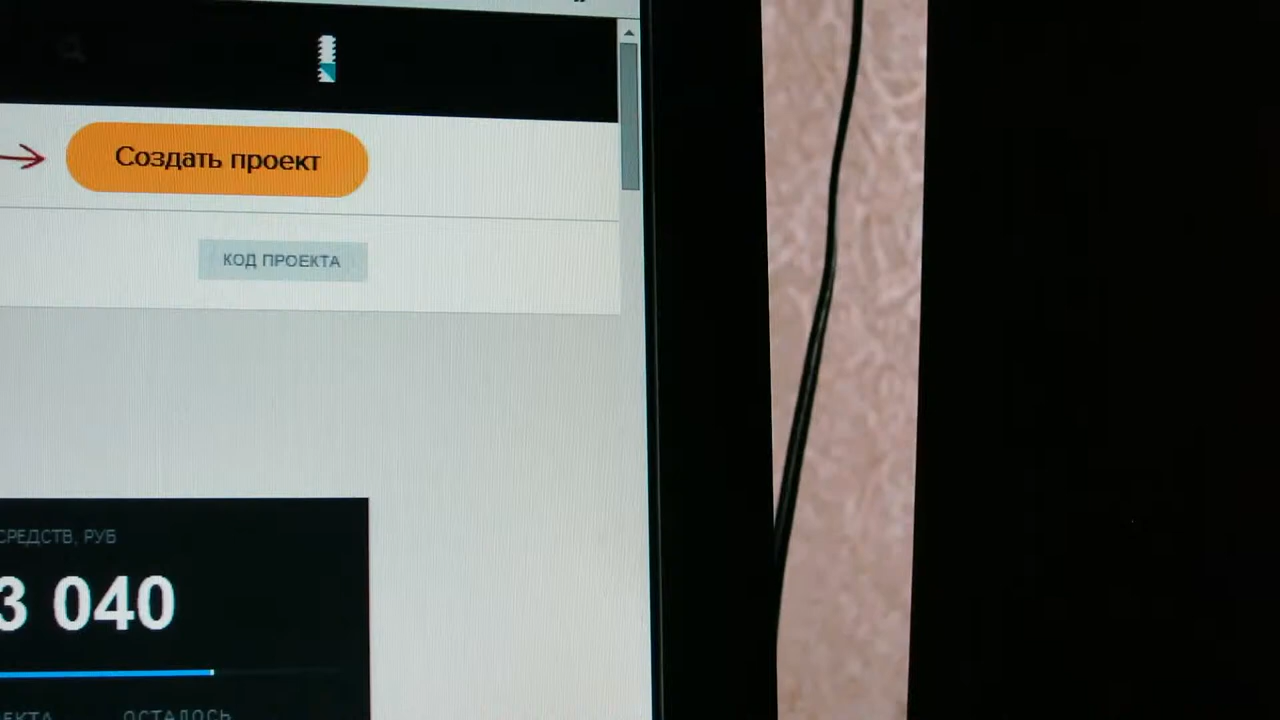 Создать проект
КОД ПРОЕКТА
СРЕДСТВ, РУБ
3 040
ОСТАЛОСЬ